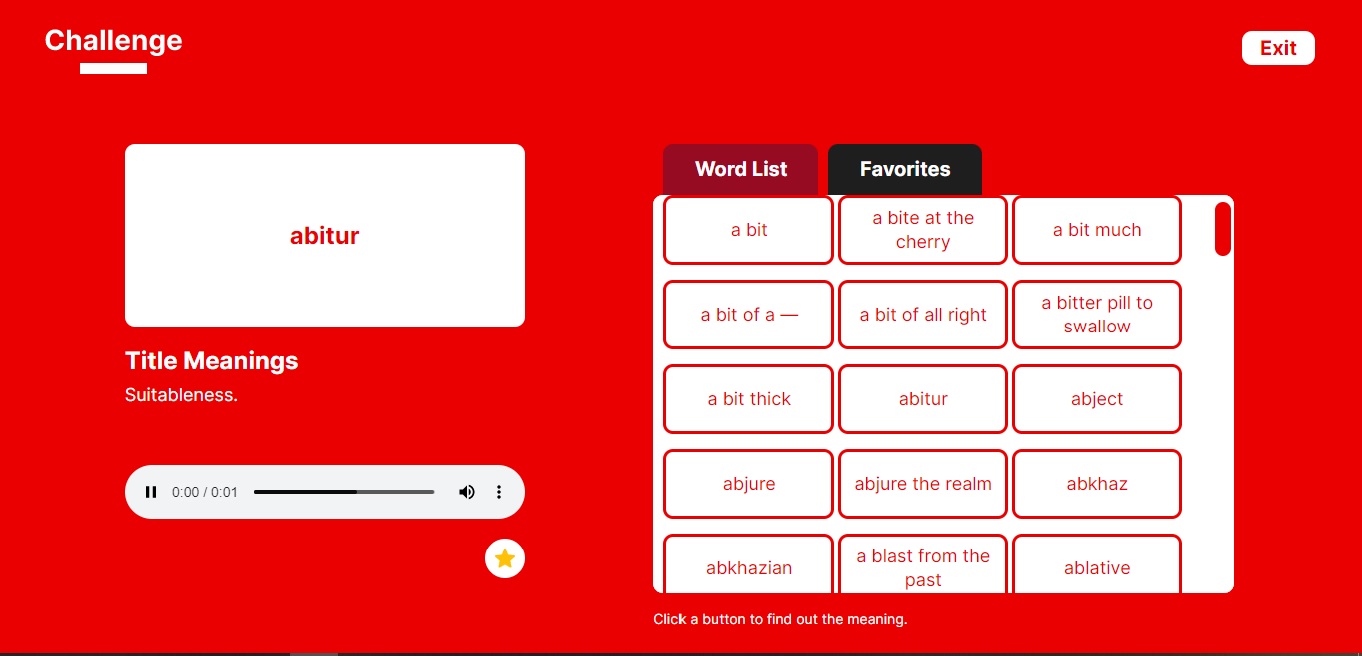 Challenge
Exit
abitur
Title Meanings
Suitableness.
0:00 / 0:01
Word List
Favorites
a bit
a bite at the
cherry
a bit much
a bit of a —
a bit of all right
a bitter pill to
swallow
a bit thick
abitur
abject
abjure
abjure the realm
abkhaz
abkhazian
a blast from the
past
ablative
Click a button to find out the meaning.